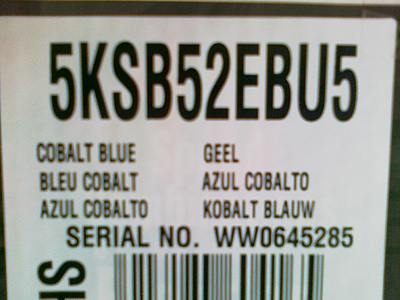 5KSB52EBU5
COBALT BLUE GEEL
BLEU COBALT AZUL COBALTO
AZUL COBALTO KOBALT BLAUW
SERIAL NO. WW0645285